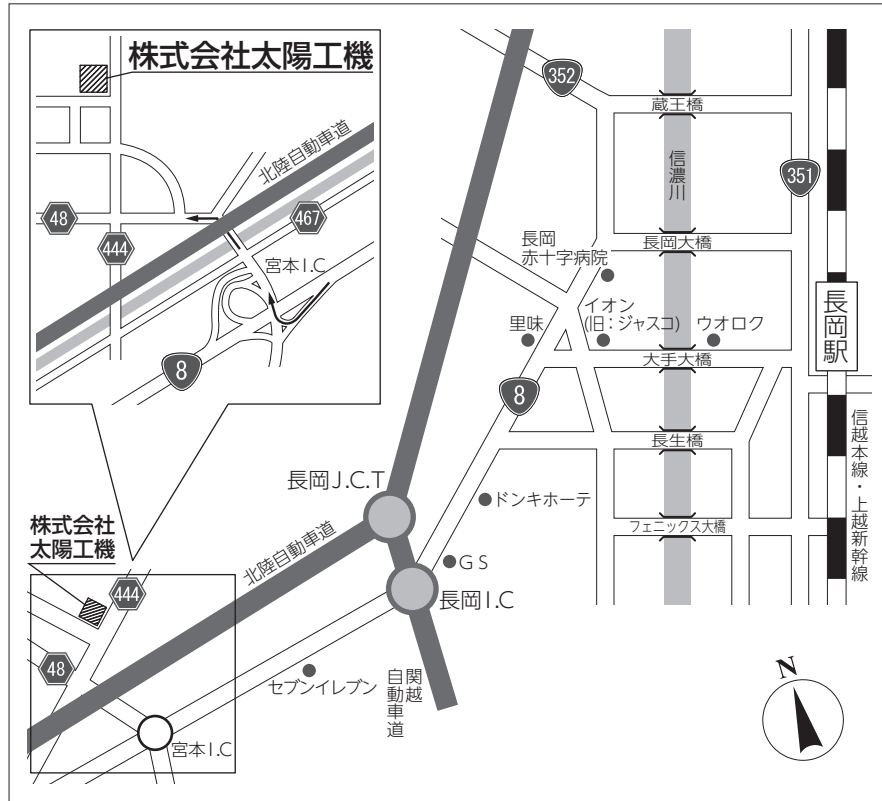 株式会社太陽工機
北陸自動車道
48
467
444
宮本I.C
8
352
蔵王橋
信濃川
351
長岡大橋
長岡
赤十字病院
イオン
(旧：ジャスコ)
里味
ウオロク
長岡駅
大手大橋
8
長生橋
信越本線・上越新幹線
長岡J.C.T
ドンキホーテ
フェニックス大橋
株式会社
太陽工機
北陸自動車道
444
GS
長岡I.C
48
セブンイレブン
関越
自動車道
宮本I.C
N